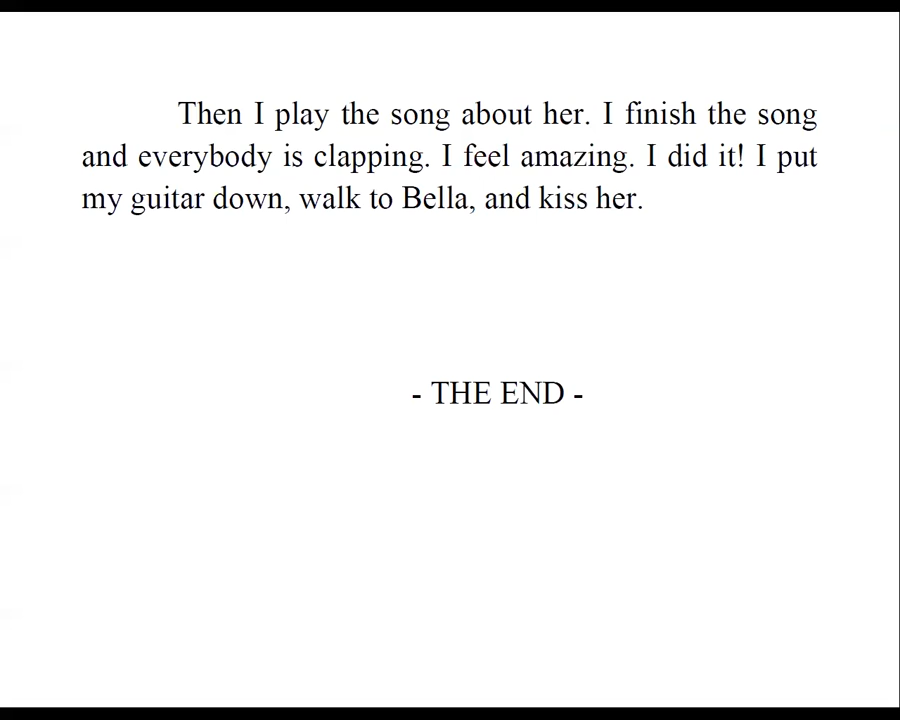 Then I play the song about her. I finish the song
and everybody is clapping. I feel amazing. I did it! I put
my guitar down, walk to Bella, and kiss her.
- THE END -